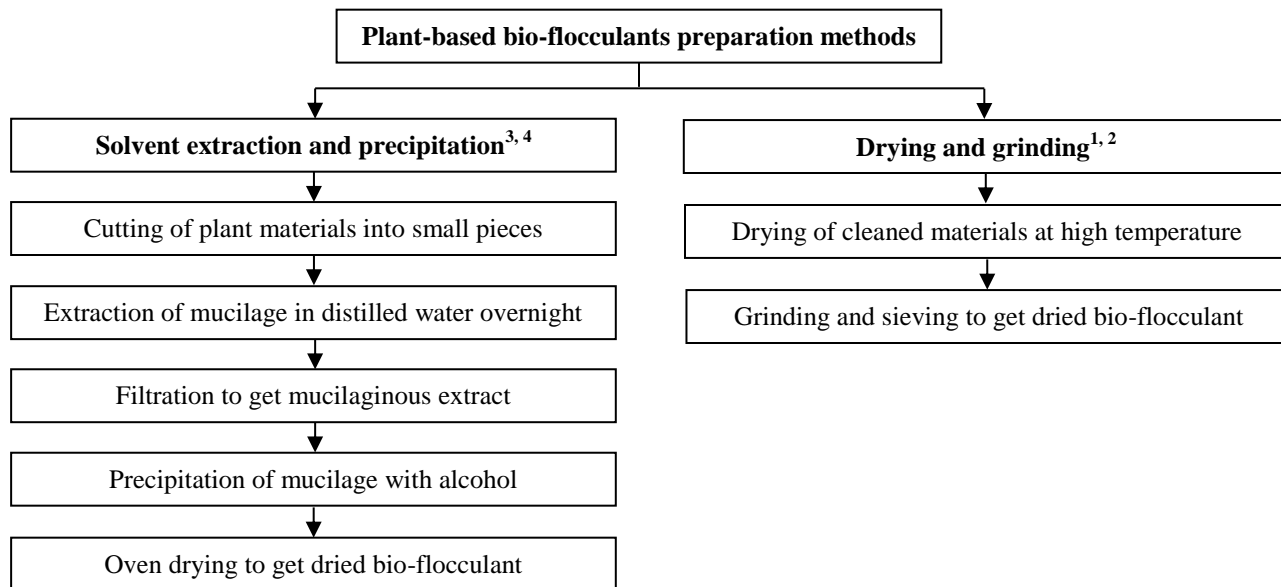 Plant-based bio-flocculants preparation methods
Solvent extraction and precipitation3, 4
Cutting of plant materials into small pieces
Extraction of mucilage in distilled water overnight
Filtration to get mucilaginous extract
Precipitation of mucilage with alcohol
Oven drying to get dried bio-flocculant
Drying and grinding1, 2
Drying of cleaned materials at high temperature
Grinding and sieving to get dried bio-flocculant